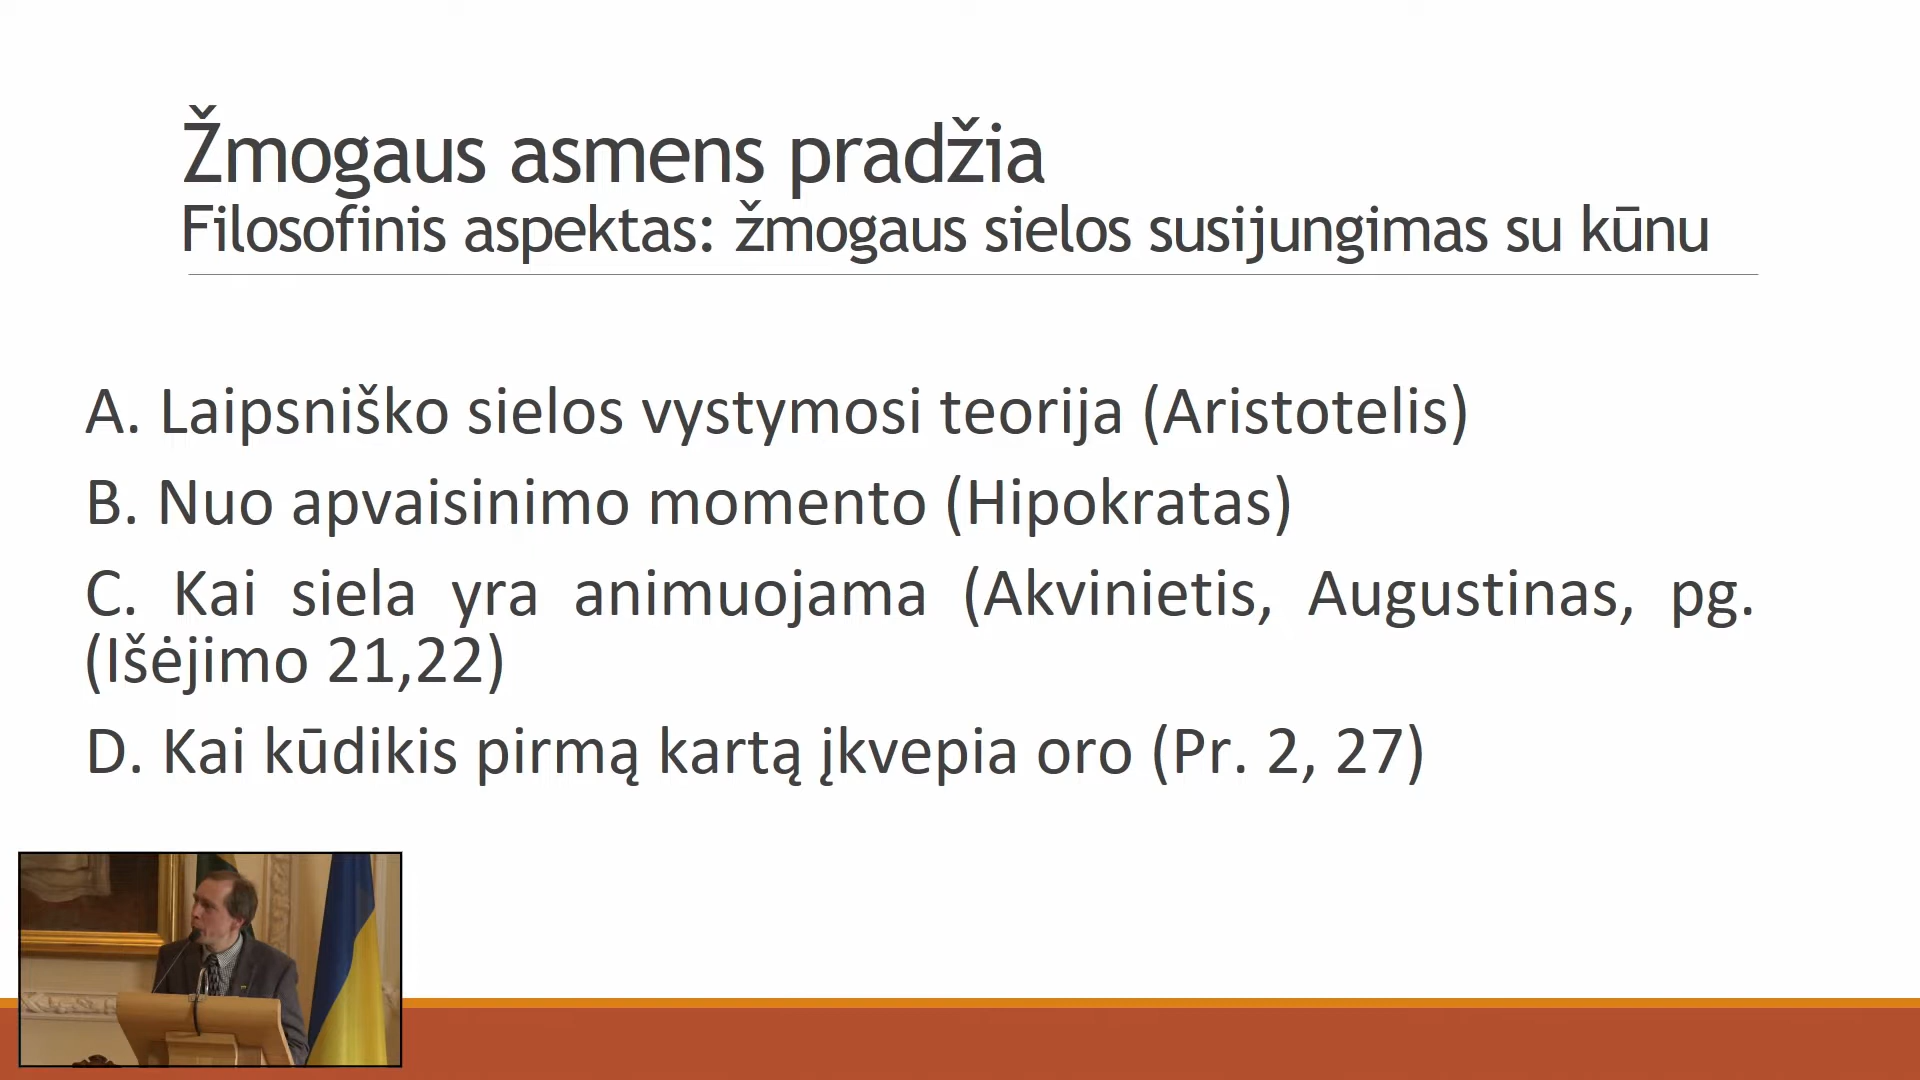 Žmogaus asmens pradžia
Filosofinis aspektas: žmogaus sielos susijungimas su kūnu
A. Laipsniško sielos vystymosi teorija (Aristotelis)
B. Nuo apvaisinimo momento (Hipokratas)
C. Kai siela yra animuojama (Akvinietis, Augustinas, pg.
(Išėjimo 21,22)
D. Kai kūdikis pirmą kartą įkvepia oro (Pr. 2, 27)